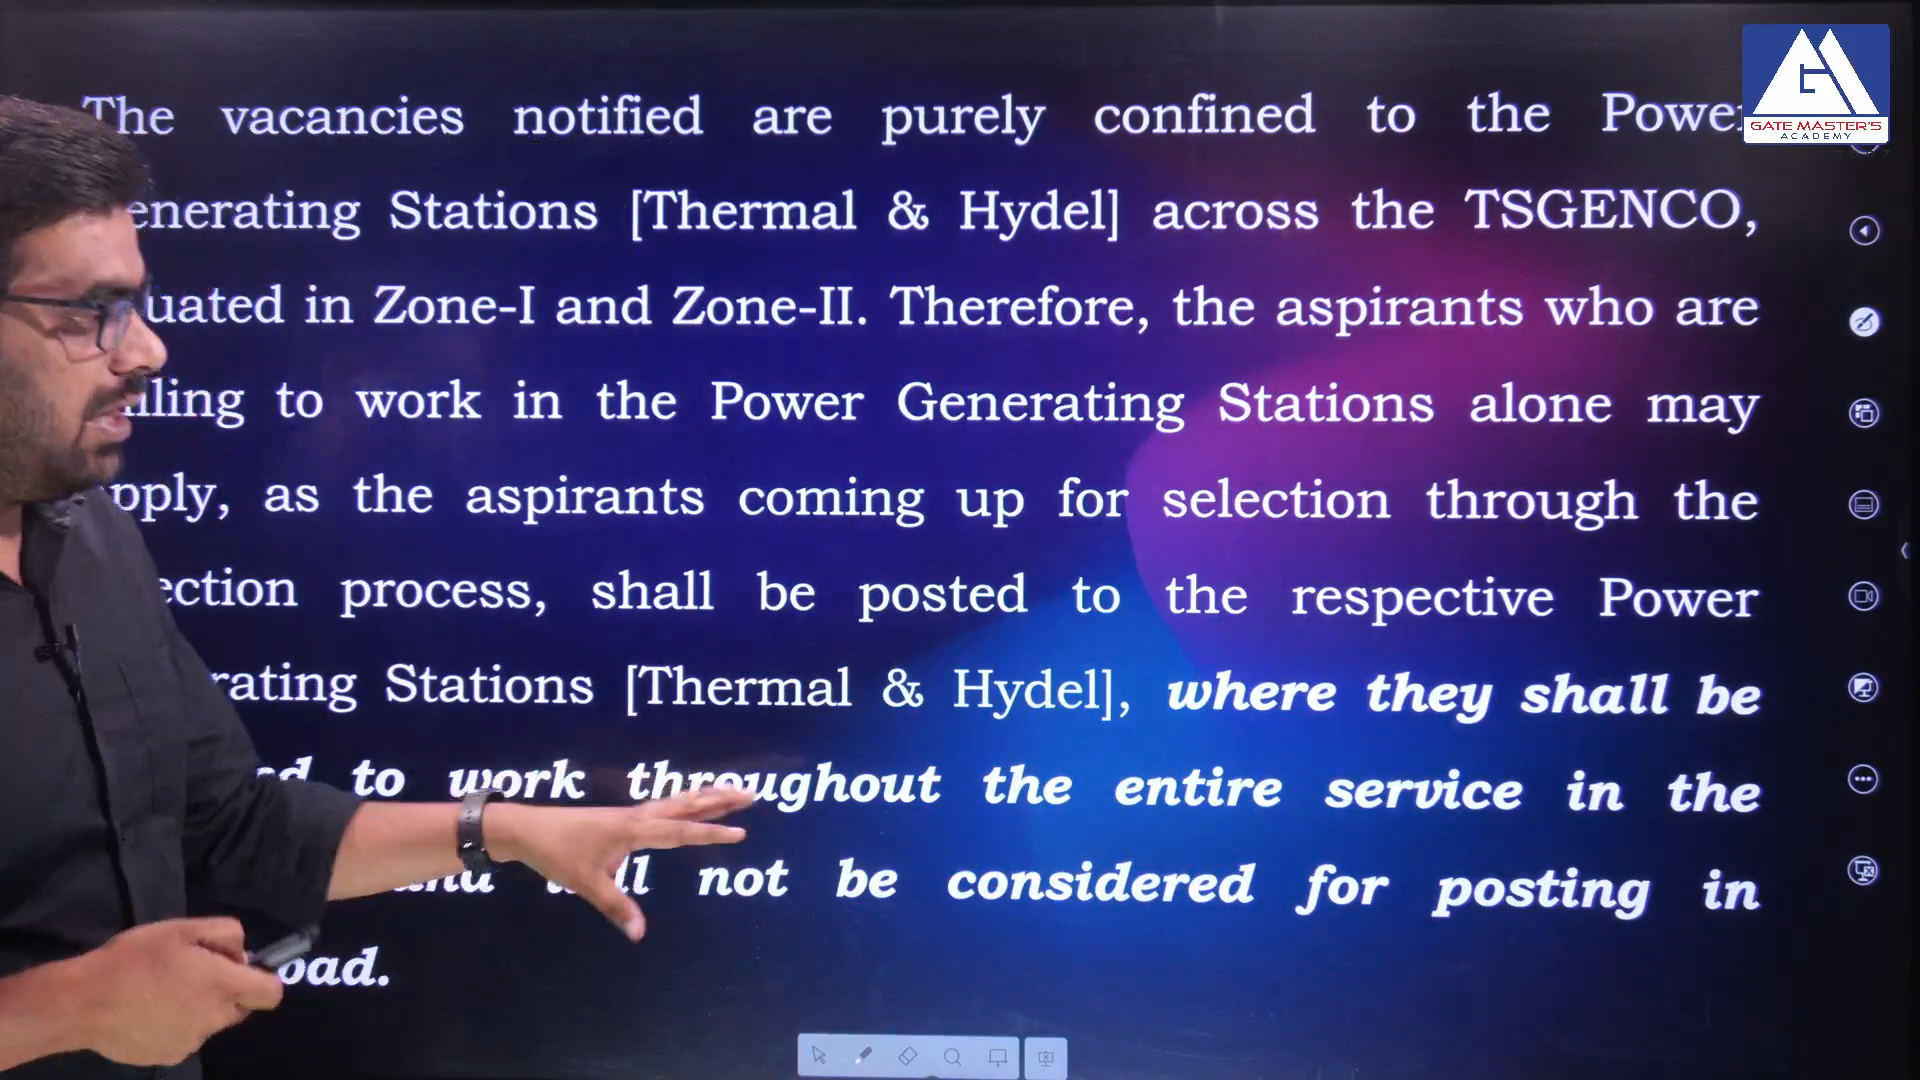 The vacancies notified are purely confined to the Power
enerating Stations [Thermal & Hydel] across the TSGENCO,
uated in Zone-I and Zone-II. Therefore, the aspirants who are
lling to work in the Power Generating Stations alone may
pply, as the aspirants coming up for selection through the
ection process, shall be posted to the respective Power
rating Stations [Thermal & Hydel], where they shall be
ed to work throughout the entire service in the
and will not be considered for posting in
oad.
GATE MASTER'S
ACADEMY